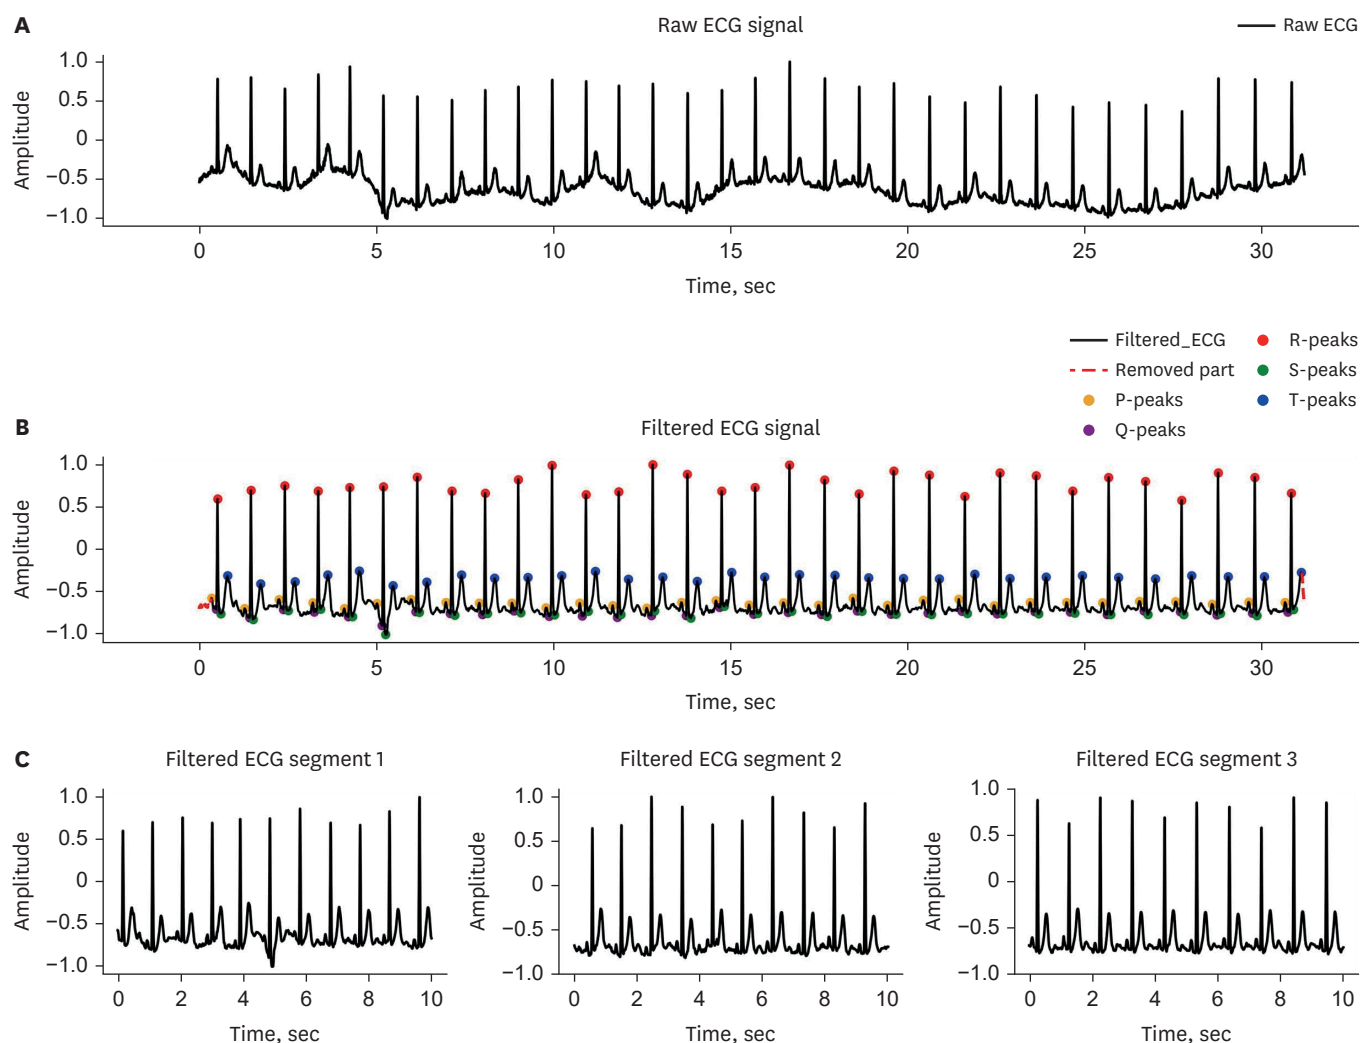 A
Raw ECG signal
Raw ECG
Amplitude
1.0
0.5
0
−0.5
−1.0
0 5 10 15 20 25 30
Time, sec
Filtered_ECG R-peaks
Removed part S-peaks
P-peaks T-peaks
Q-peaks
B
Filtered ECG signal
Amplitude
1.0
0.5
0
−0.5
−1.0
0 5 10 15 20 25 30
Time, sec
C
Filtered ECG segment 1
Amplitude
1.0
0.5
0
−0.5
−1.0
0 2 4 6 8 10
Time, sec
Filtered ECG segment 2
Amplitude
1.0
0.5
0
−0.5
−1.0
0 2 4 6 8 10
Time, sec
Filtered ECG segment 3
Amplitude
1.0
0.5
0
−0.5
−1.0
0 2 4 6 8 10
Time, sec